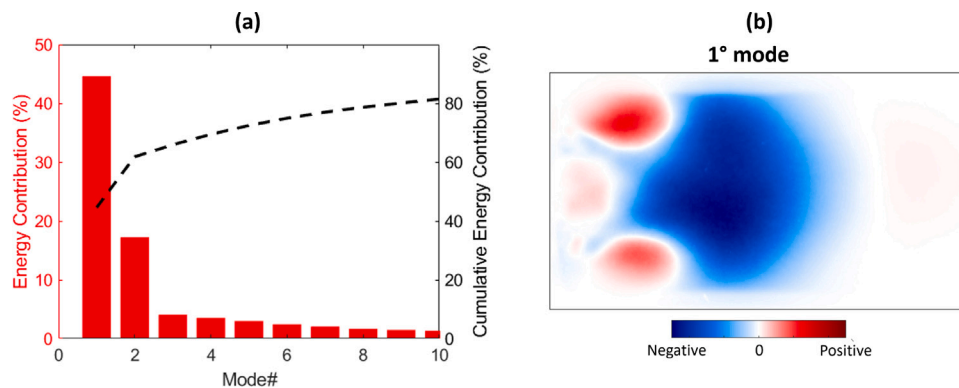 (a)
50
40
30
20
10
0
Energy Contribution (%)
0
2
4
6
8
10
Mode#
80
60
40
20
0
Cumulative Energy Contribution (%)
(b)
1° mode
Negative 0 Positive